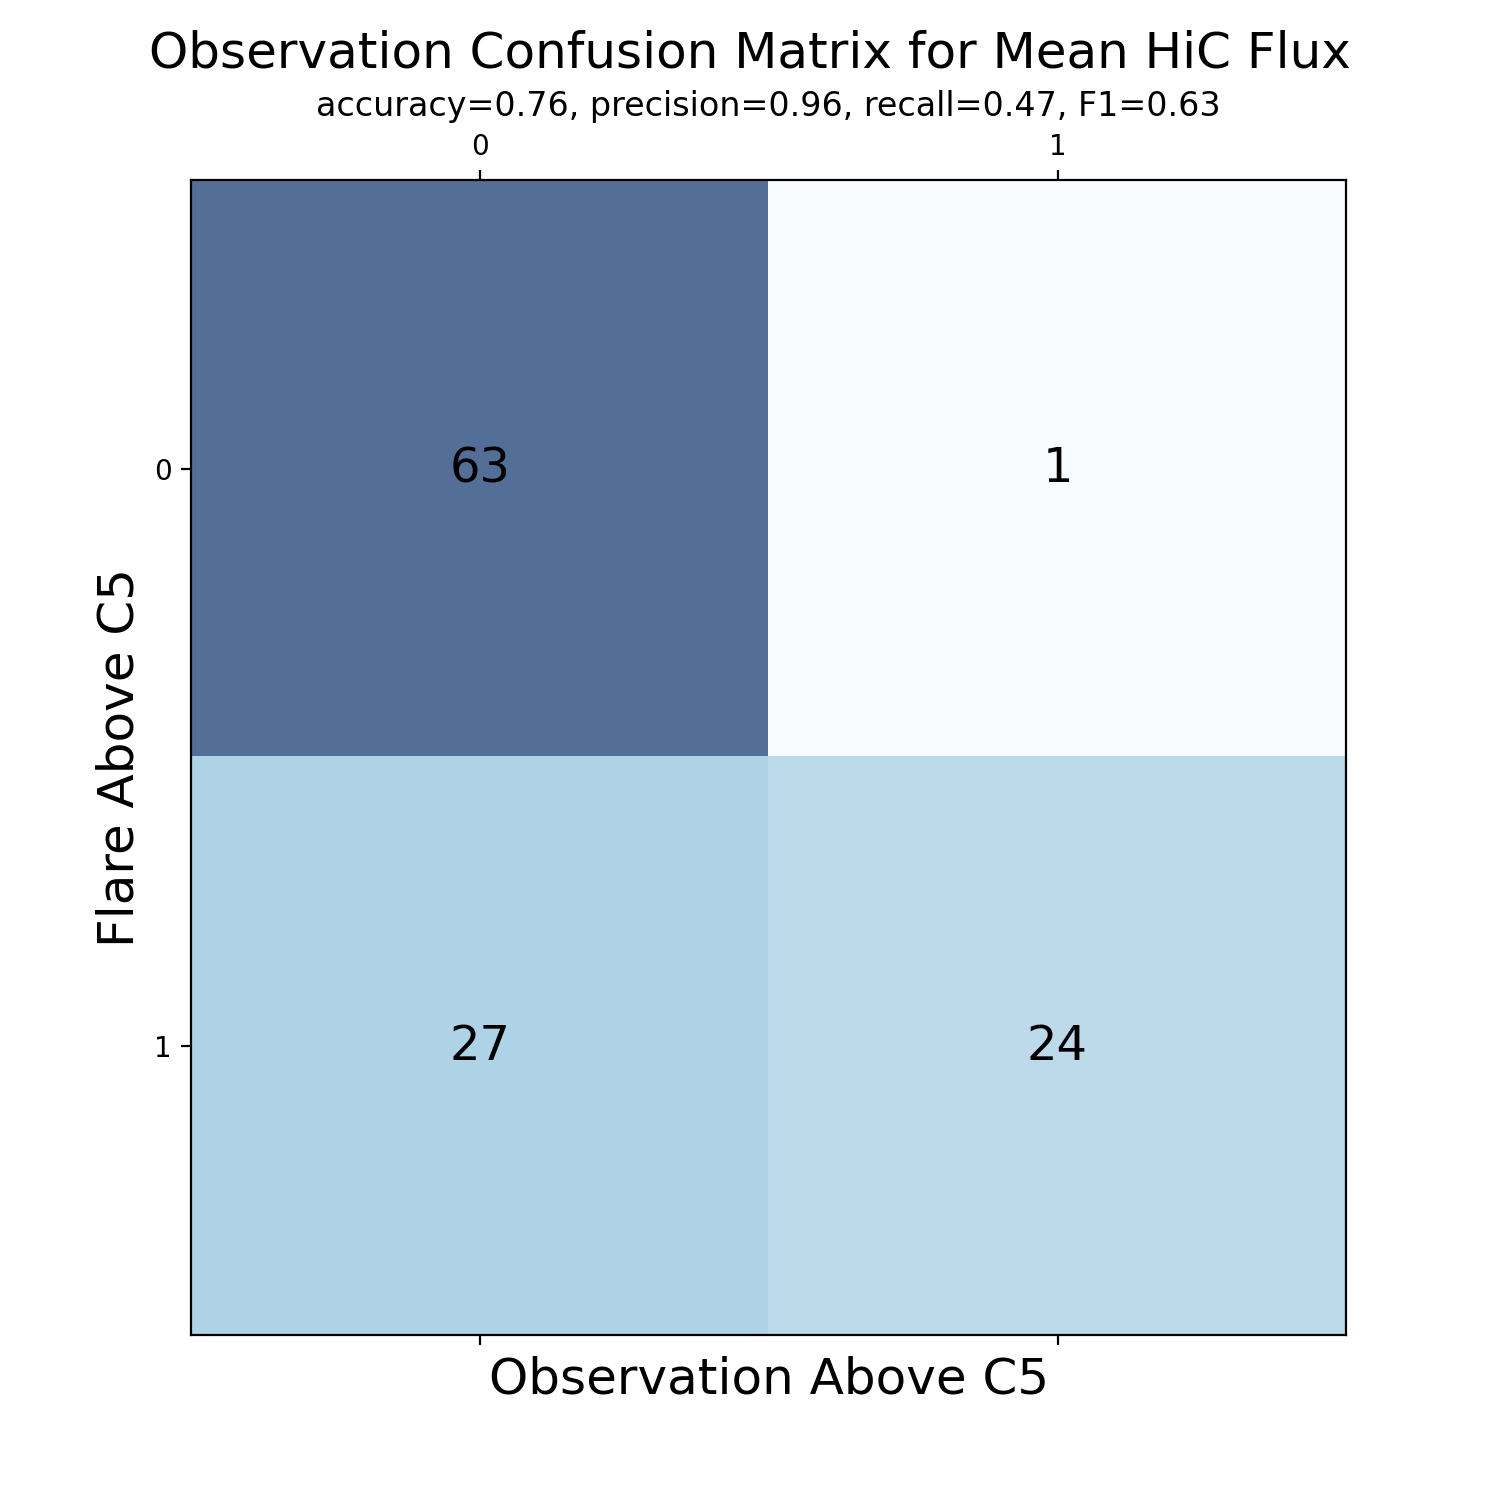 Observation Confusion Matrix for Mean HiC Flux
accuracy=0.76, precision=0.96, recall=0.47, F1=0.63
0 1
0
63 1
Flare Above C5
1
27 24
Observation Above C5